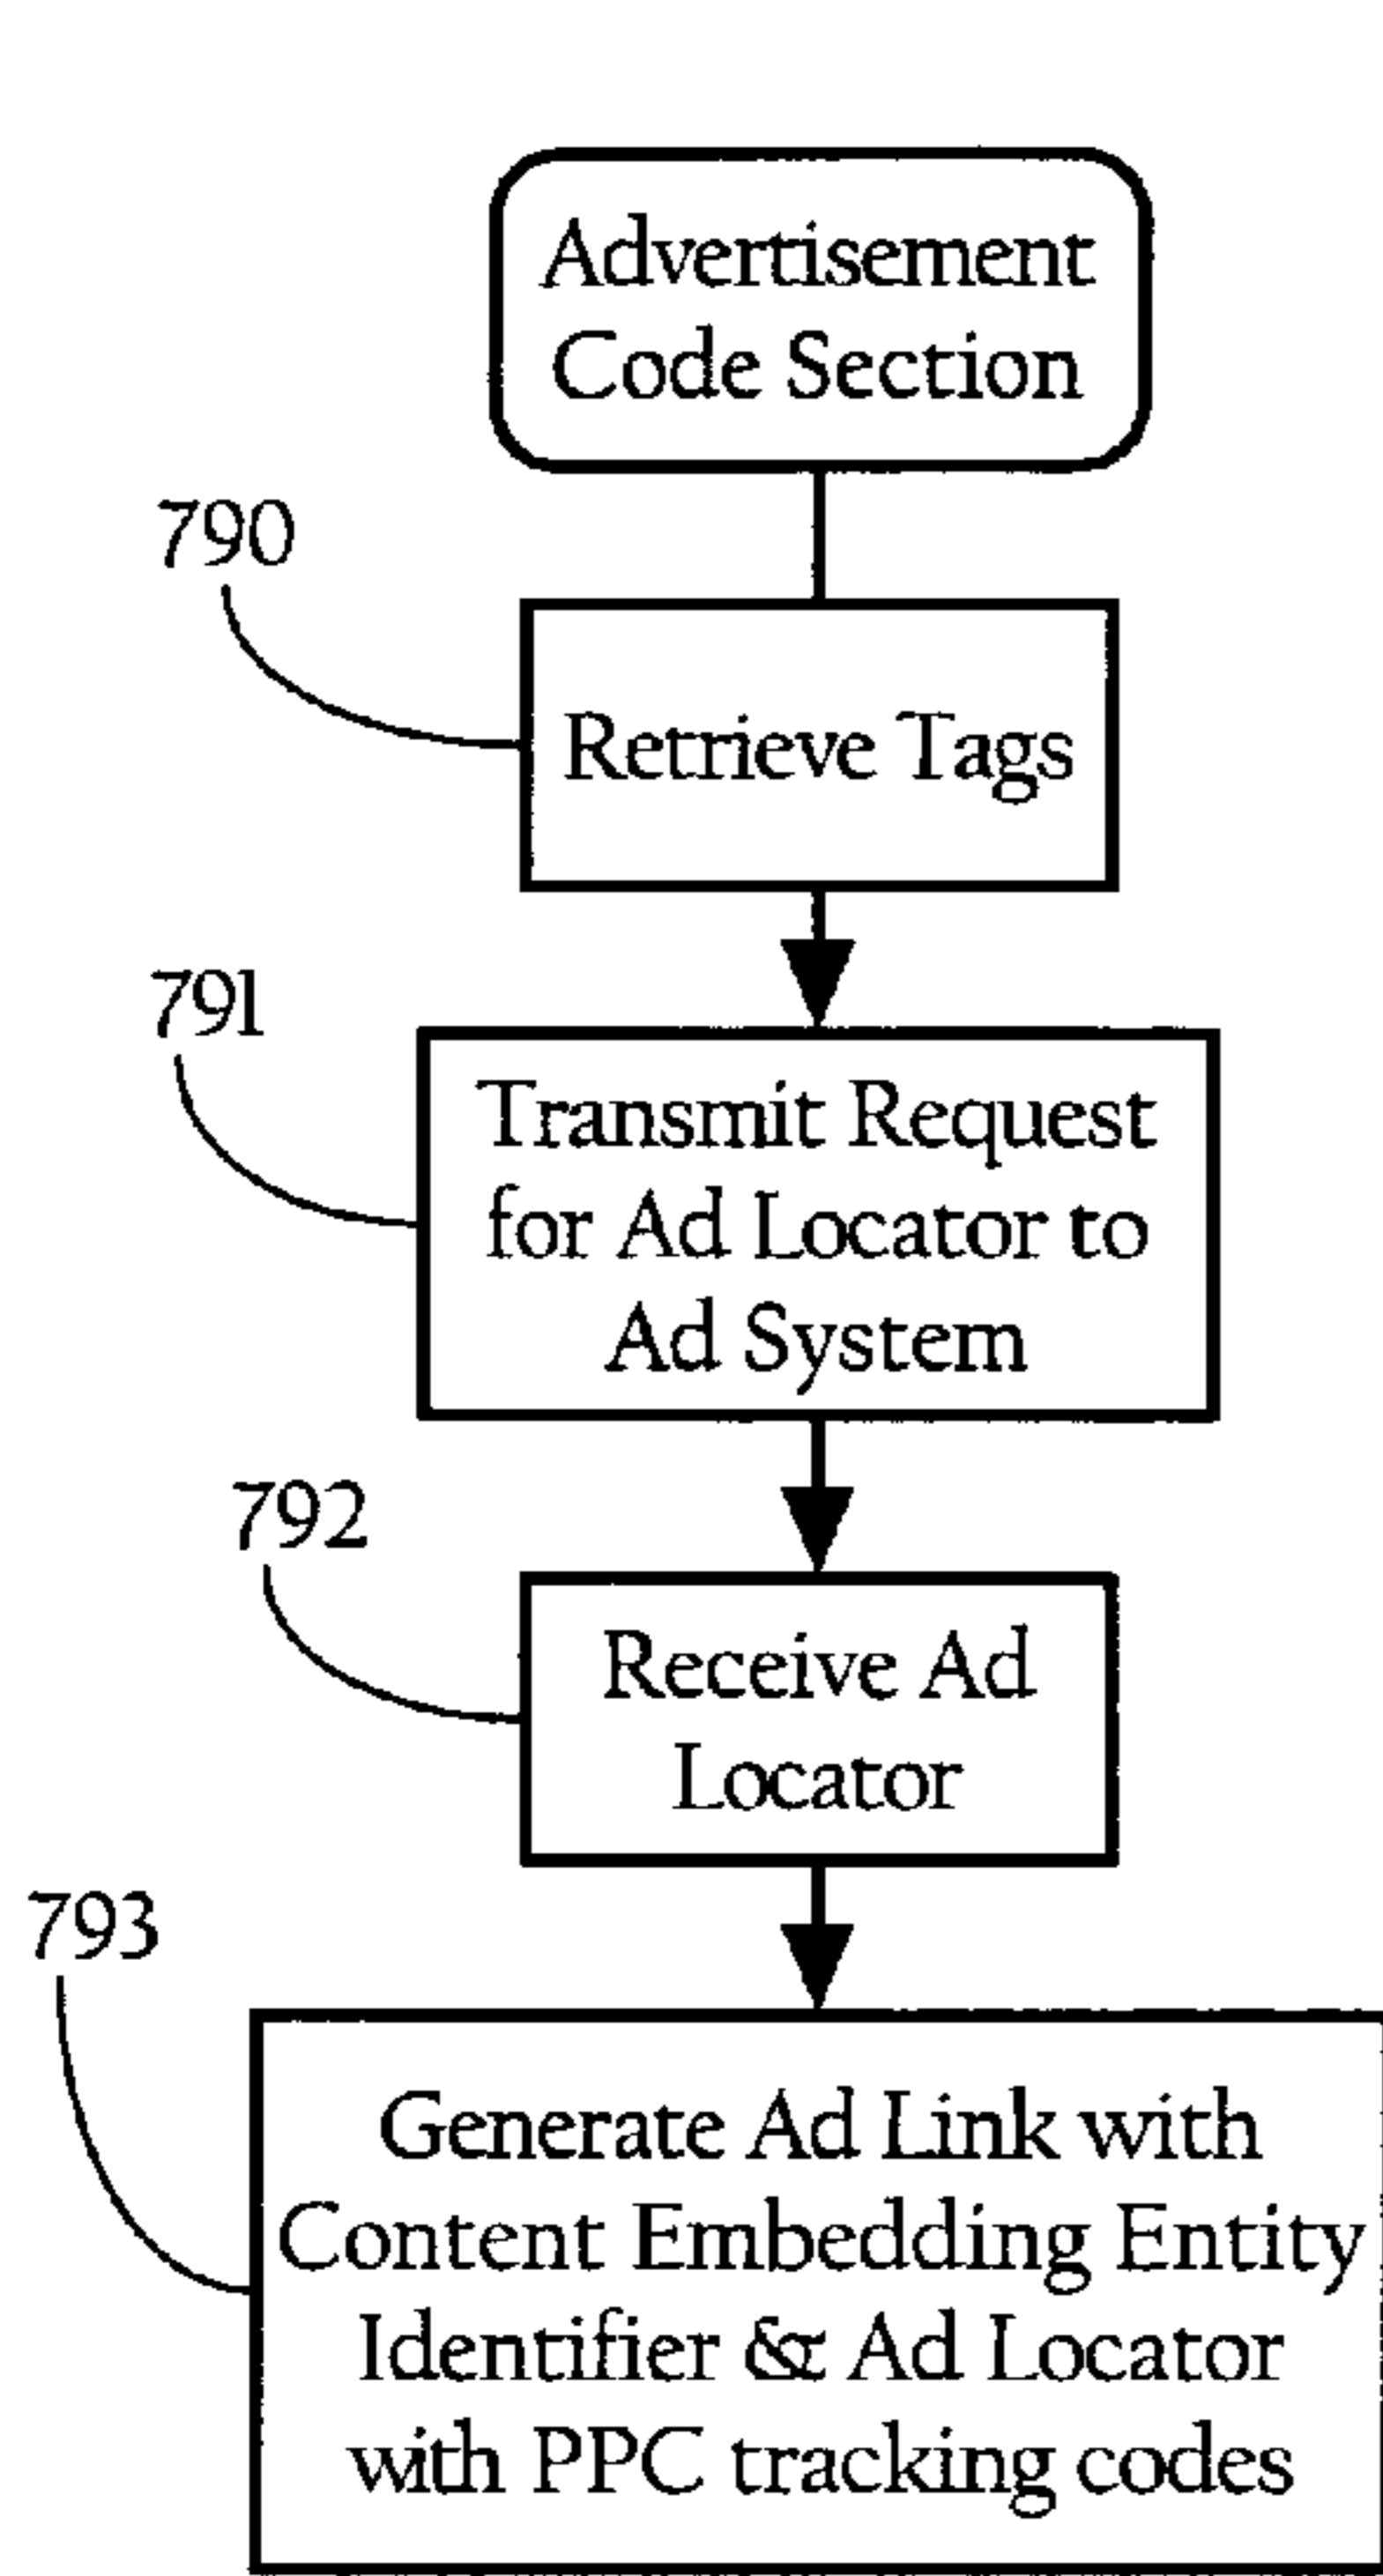 Advertisement
Code Section
790
Retrieve Tags
791
Transmit Request
for Ad Locator to
Ad System
792
Receive Ad
Locator
793
Generate Ad Link with
Content Embedding Entity
Identifier & Ad Locator
with PPC tracking codes